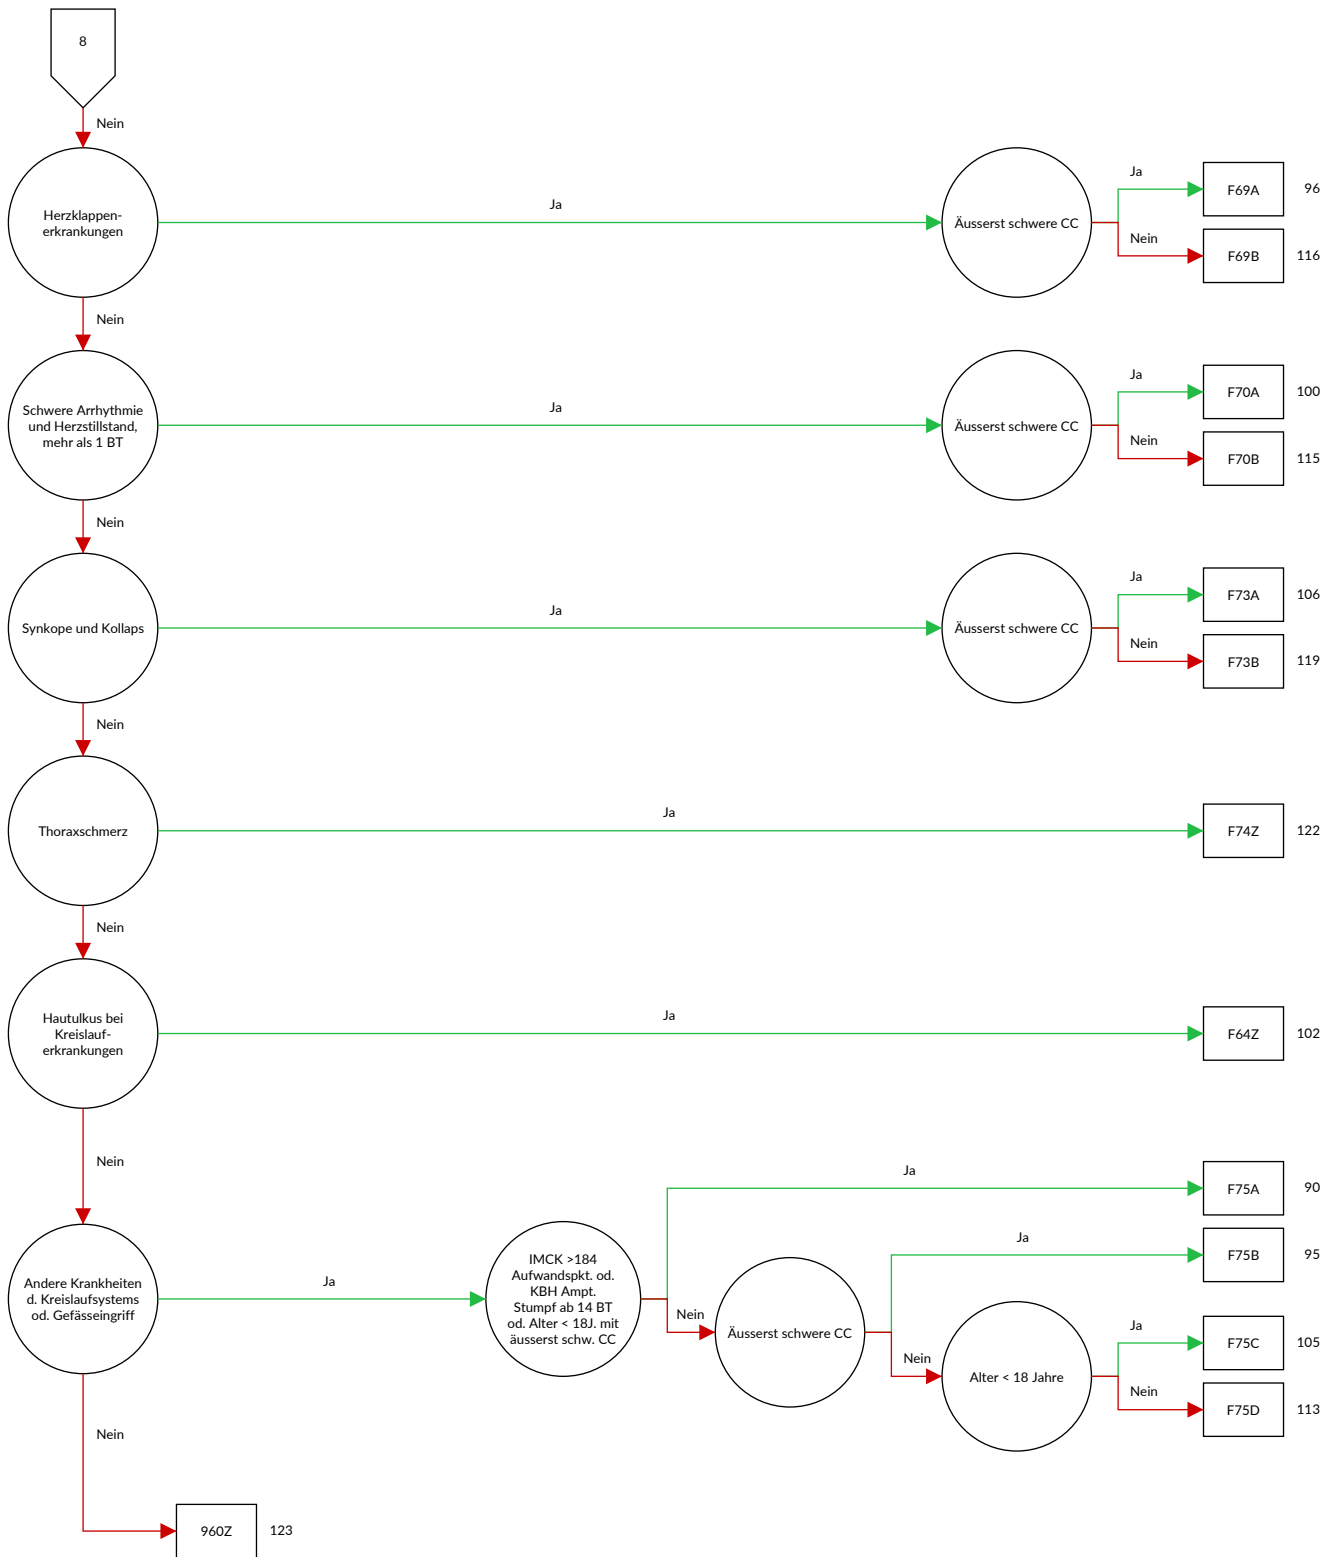 8
Nein
Herzklappen-
erkrankungen
Ja
Äusserst schwere CC
Ja
F69A
96
Nein
F69B
116
Nein
Schwere Arrhythmie
und Herzstillstand,
mehr als 1 BT
Ja
Äusserst schwere CC
Ja
F70A
100
Nein
F70B
115
Nein
Synkope und Kollaps
Ja
Äusserst schwere CC
Ja
F73A
106
Nein
F73B
119
Nein
Thoraxschmerz
Ja
F74Z
122
Nein
Hautulkus bei
Kreislauf-
erkrankungen
Ja
F64Z
102
Nein
Andere Krankheiten
d. Kreislaufsystems
od. Gefässeingriff
Ja
IMCK >184
Aufwandspkt. od.
KBH Ampt.
Stumpf ab 14 BT
od. Alter < 18J. mit
äusserst schw. CC
Ja
F75A
90
Nein
Äusserst schwere CC
Ja
F75B
95
Nein
Alter < 18 Jahre
Ja
F75C
105
Nein
F75D
113
Nein
960Z
123